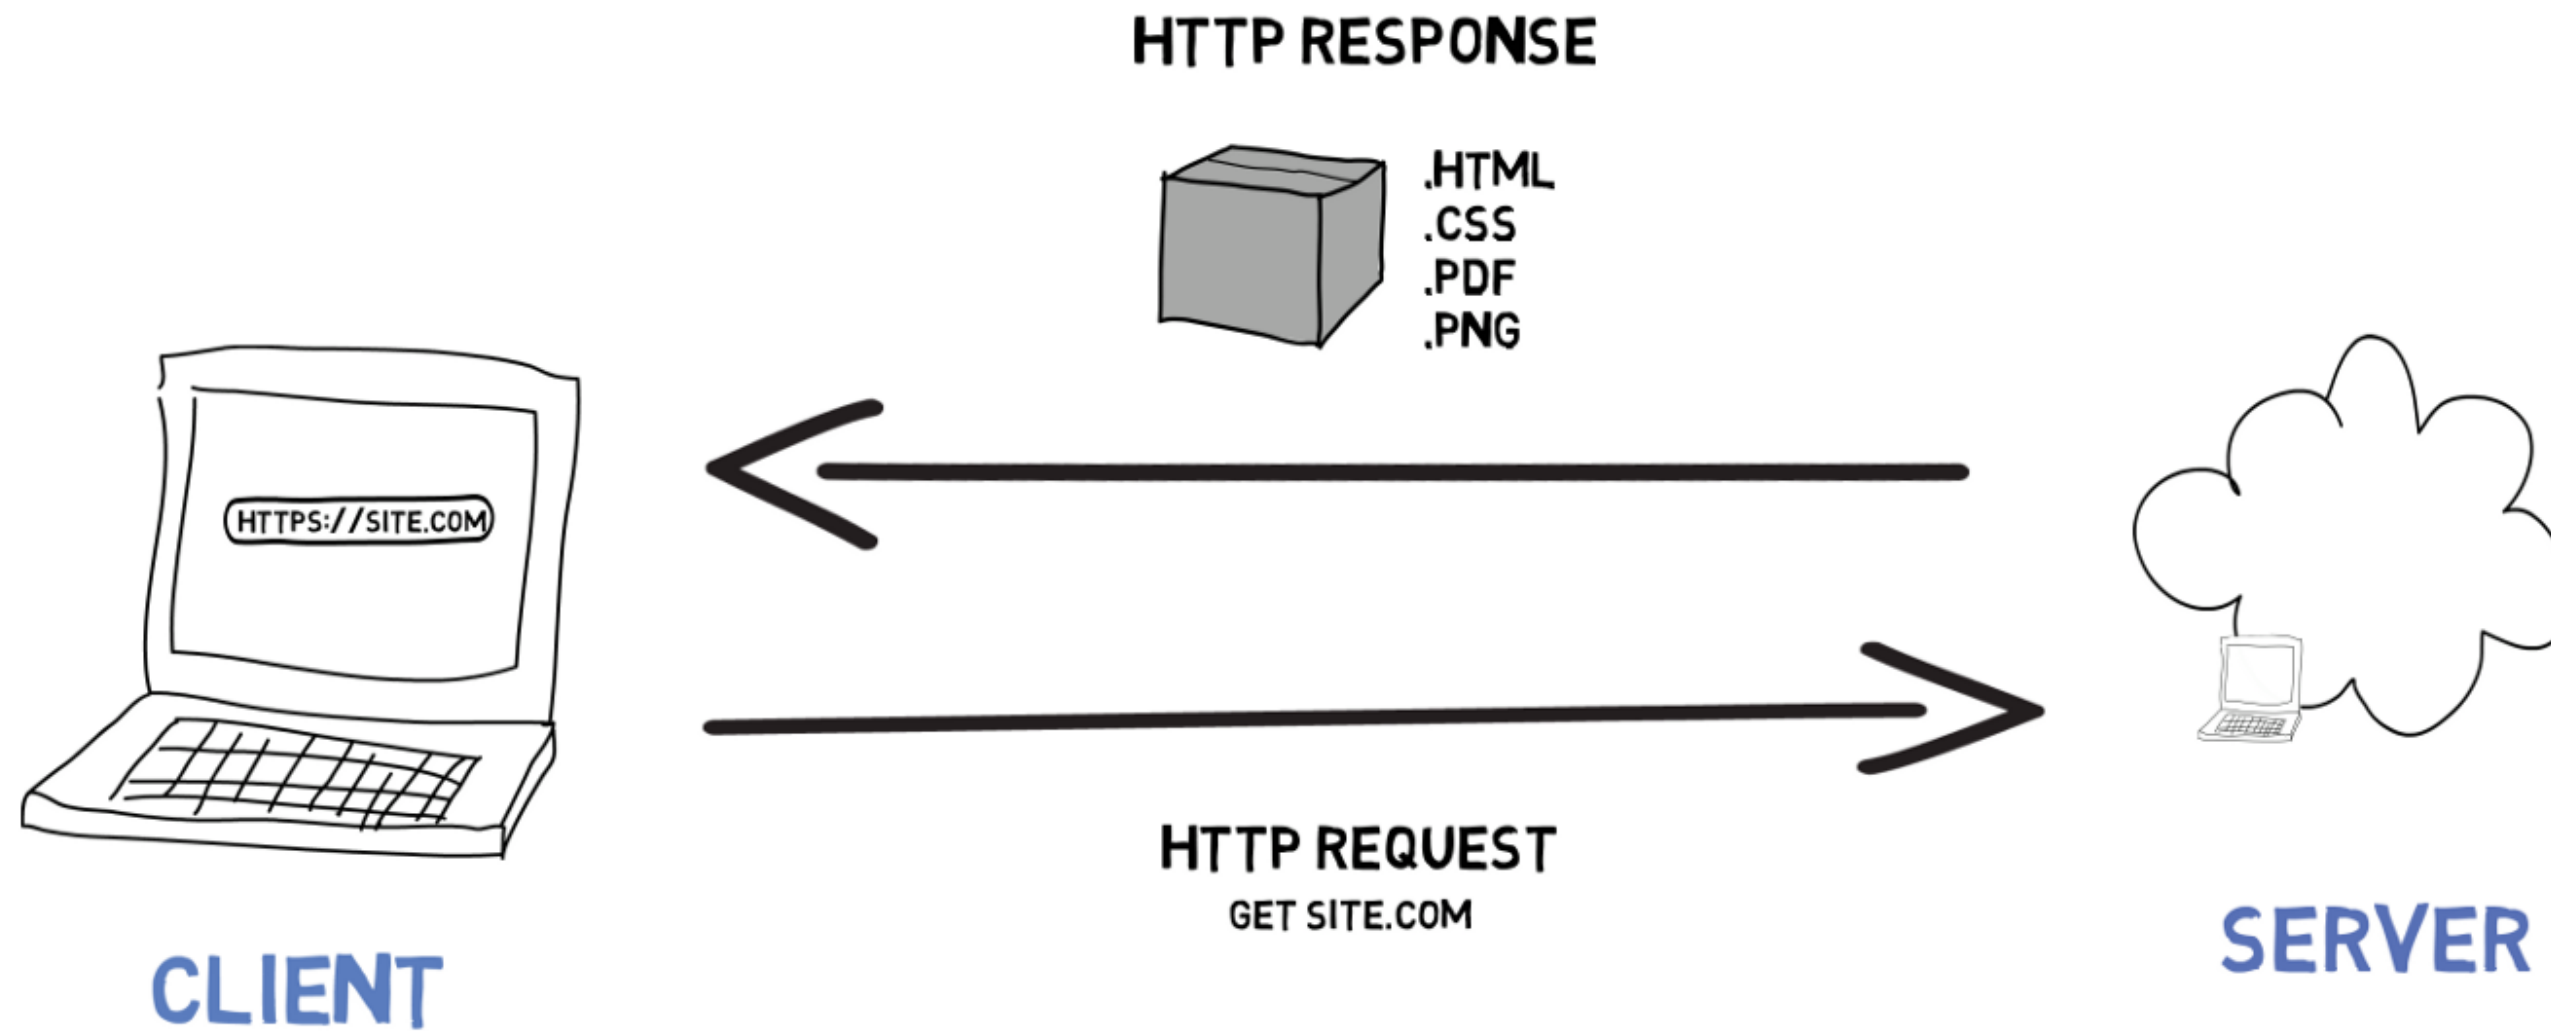 HTTP RESPONSE
.HTML
.CSS
.PDF
.PNG
HTTPS://SITE.COM
HTTP REQUEST
GET SITE.COM
CLIENT
SERVER